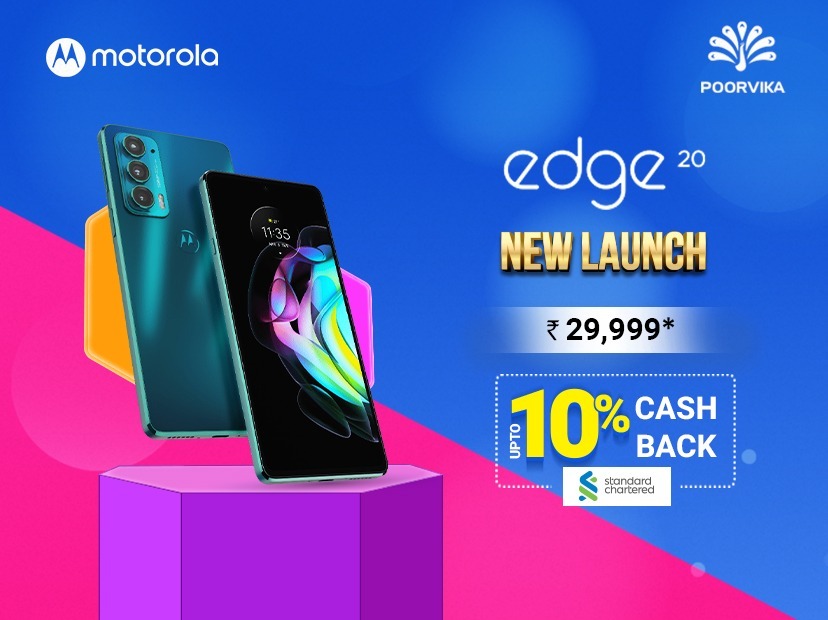 motorola
POORVIKA
edge 20
NEW LAUNCH
₹ 29,999*
UPTO 10% CASH BACK
standard chartered
11:35